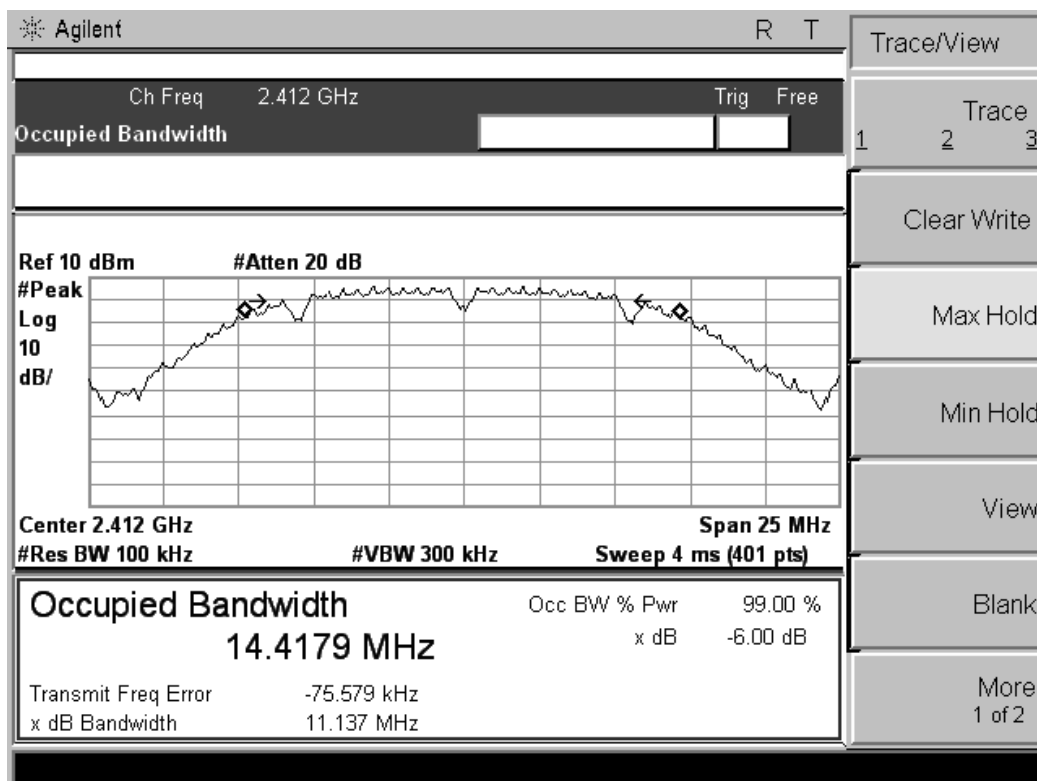 Agilent R T
Trace/View
Ch Freq 2.412 GHz Trig Free
Occupied Bandwidth
Trace
1 2 3
Clear Write
Ref 10 dBm #Atten 20 dB
#Peak
Log
10
dB/
Max Hold
Min Hold
View
Center 2.412 GHz Span 25 MHz
#Res BW 100 kHz #VBW 300 kHz Sweep 4 ms (401 pts)
Occupied Bandwidth Occ BW % Pwr 99.00 %
14.4179 MHz x dB -6.00 dB
Blank
Transmit Freq Error -75.579 kHz
x dB Bandwidth 11.137 MHz
More
1 of 2